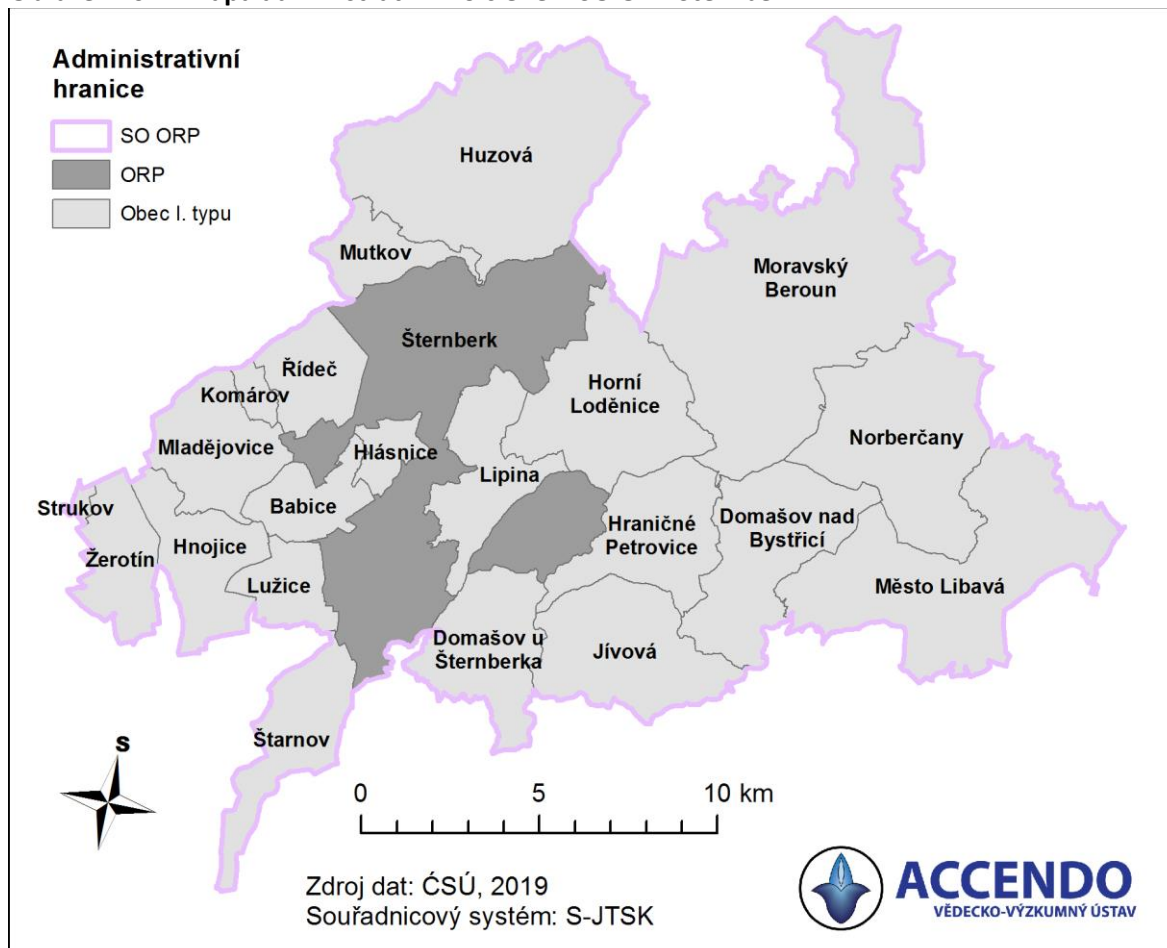 Administrativní
hranice
SO ORP
ORP
Obec I. typu
Huzová
Mutkov
Moravský
Beroun
Šternberk
Řídeč
Komárov
Horní
Loděnice
Mladějovice
Hlásnice
Norberčany
Lipina
Strukov
Babice
Hraničné
Petrovice
Domašov nad
Bystřicí
Žerotín
Hnojice
Lužice
Město Libavá
Domašov u
Šternberka
Jívová
Štarnov
S
0 5 10 km
Zdroj dat: ĆSÚ, 2019
Souřadnicový systém: S-JTSK
ACCENDO
VĚDECKO-VÝZKUMNÝ ÚSTAV